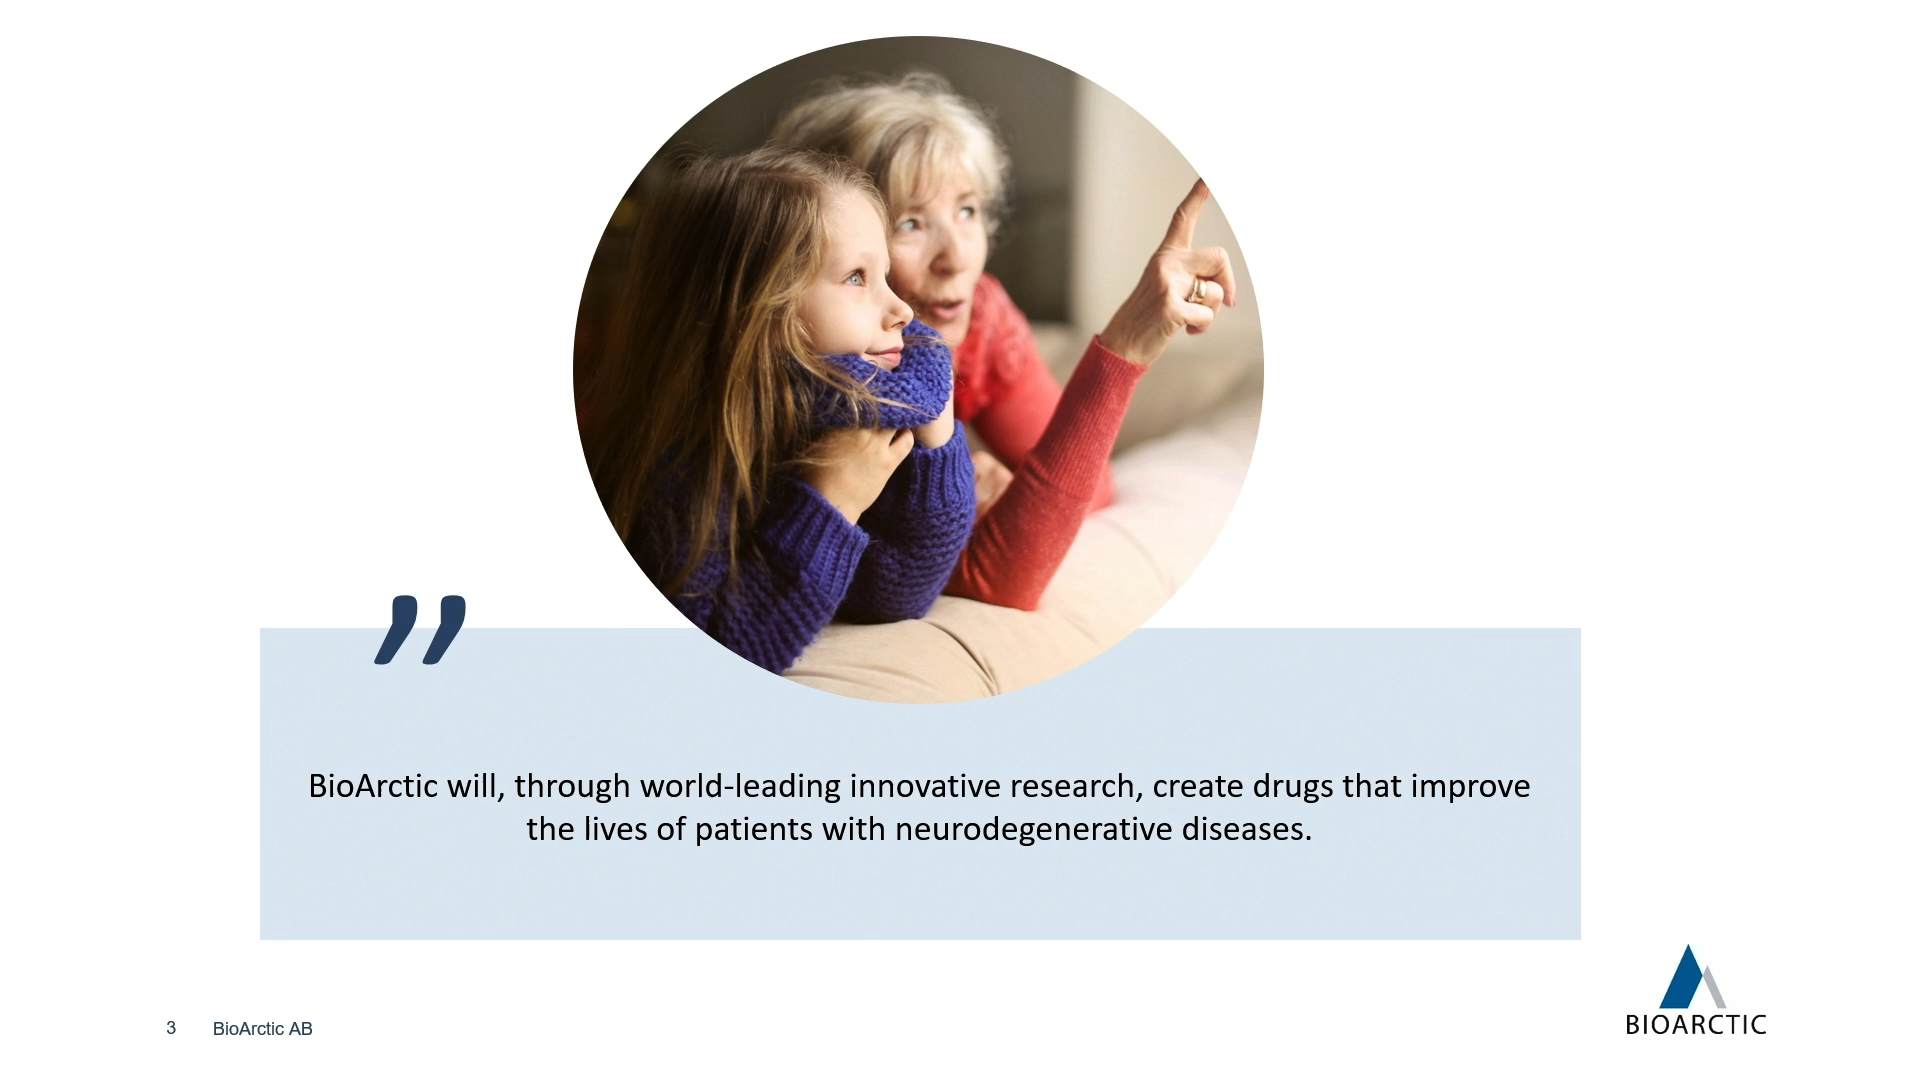 ”
BioArctic will, through world-leading innovative research, create drugs that improve
the lives of patients with neurodegenerative diseases.
3 BioArctic AB
BIOARCTIC